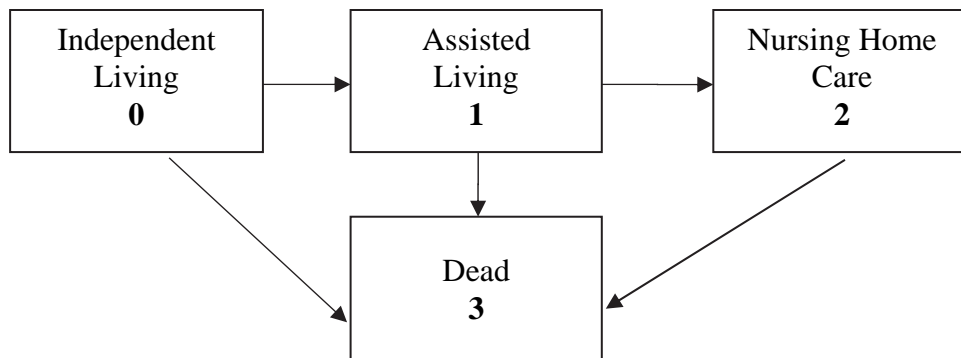 Independent
Living
0
Assisted
Living
1
Nursing Home
Care
2
Dead
3